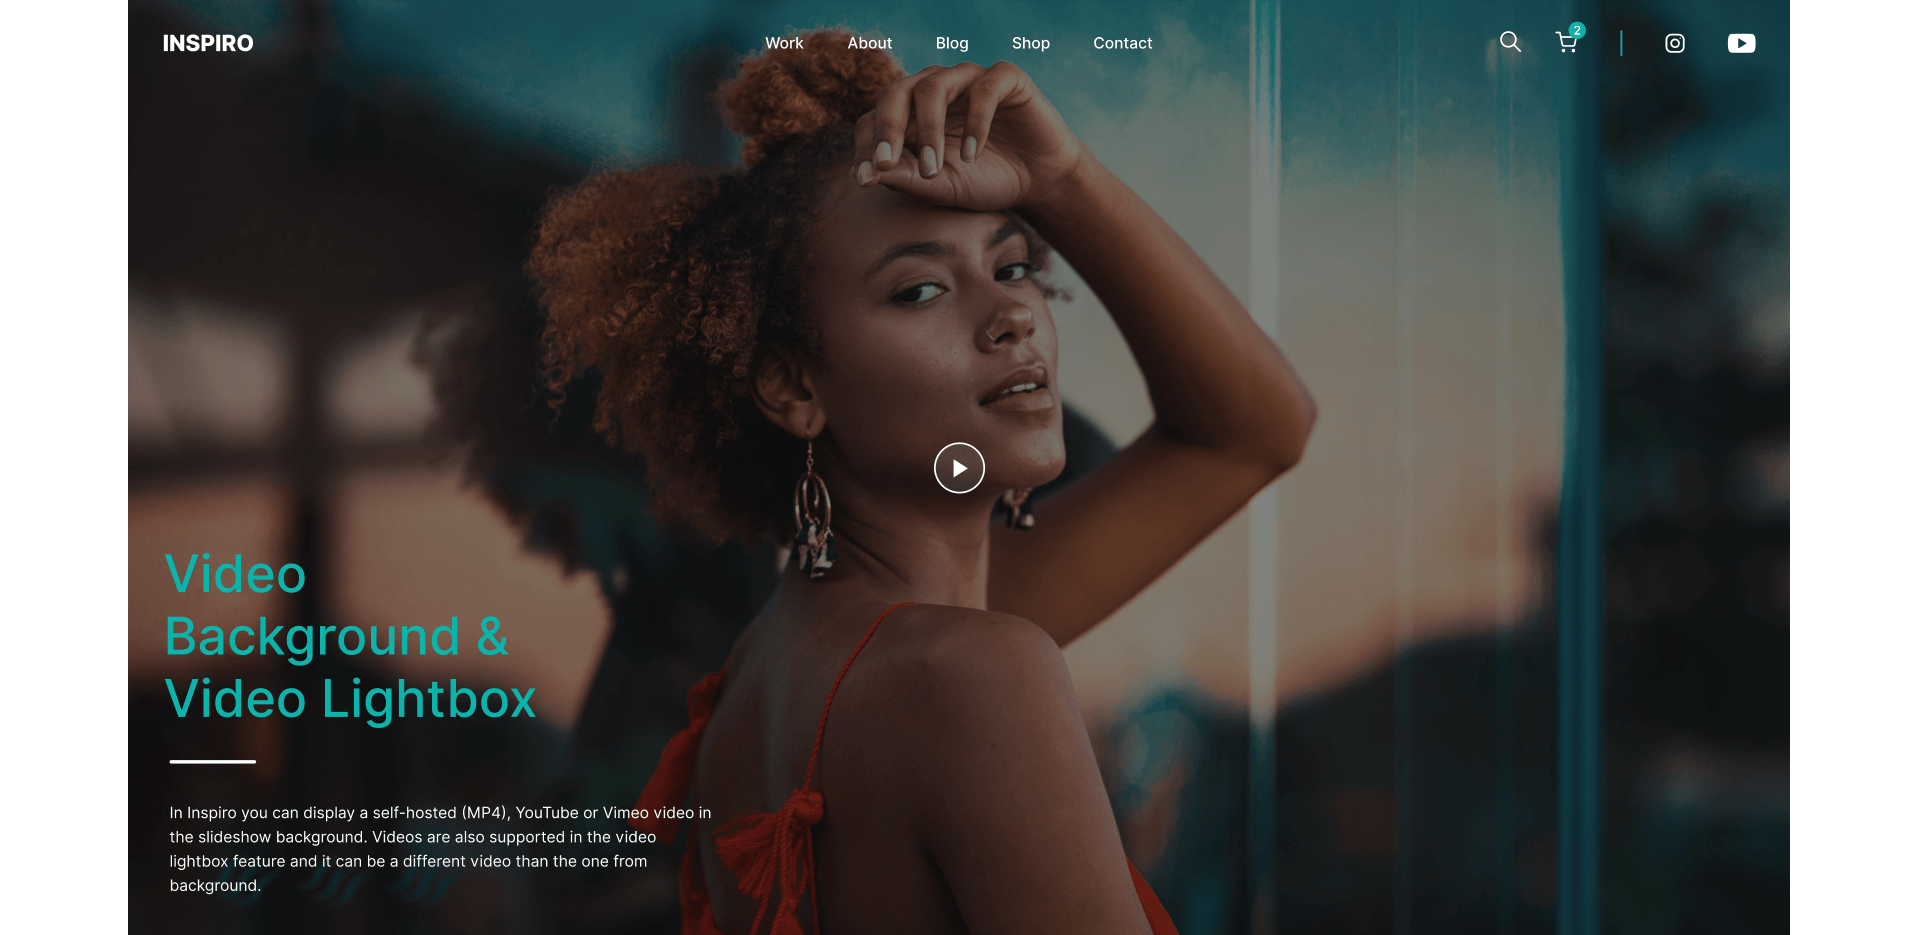 INSPIRO
Work About Blog Shop Contact
2
Video
Background &
Video Lightbox
In Inspiro you can display a self-hosted (MP4), YouTube or Vimeo video in
the slideshow background. Videos are also supported in the video
lightbox feature and it can be a different video than the one from
background.